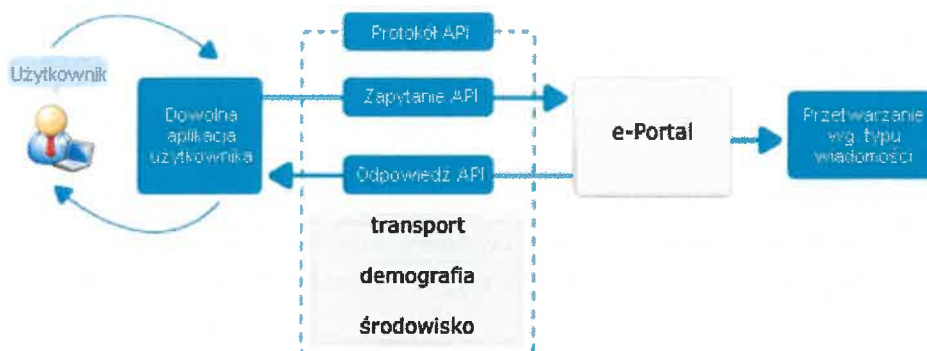 Użytkownik
Dowolna
aplikacja
użytkownika
Protokół API
Zapytanie API
Odpowiedź API
transport
demografia
środowisko
e-Portal
Przetwarzanie
wg. typu
wiadomości